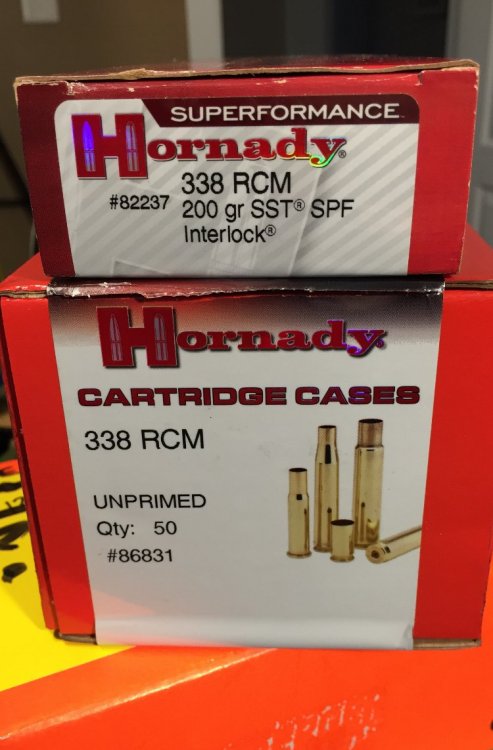 SUPERFORMANCE
Hornady®
338 RCM
#82237 200 gr SST® SPF
Interlock®
Hornady
CARTRIDGE CASES
338 RCM
UNPRIMED
Qty: 50
#86831